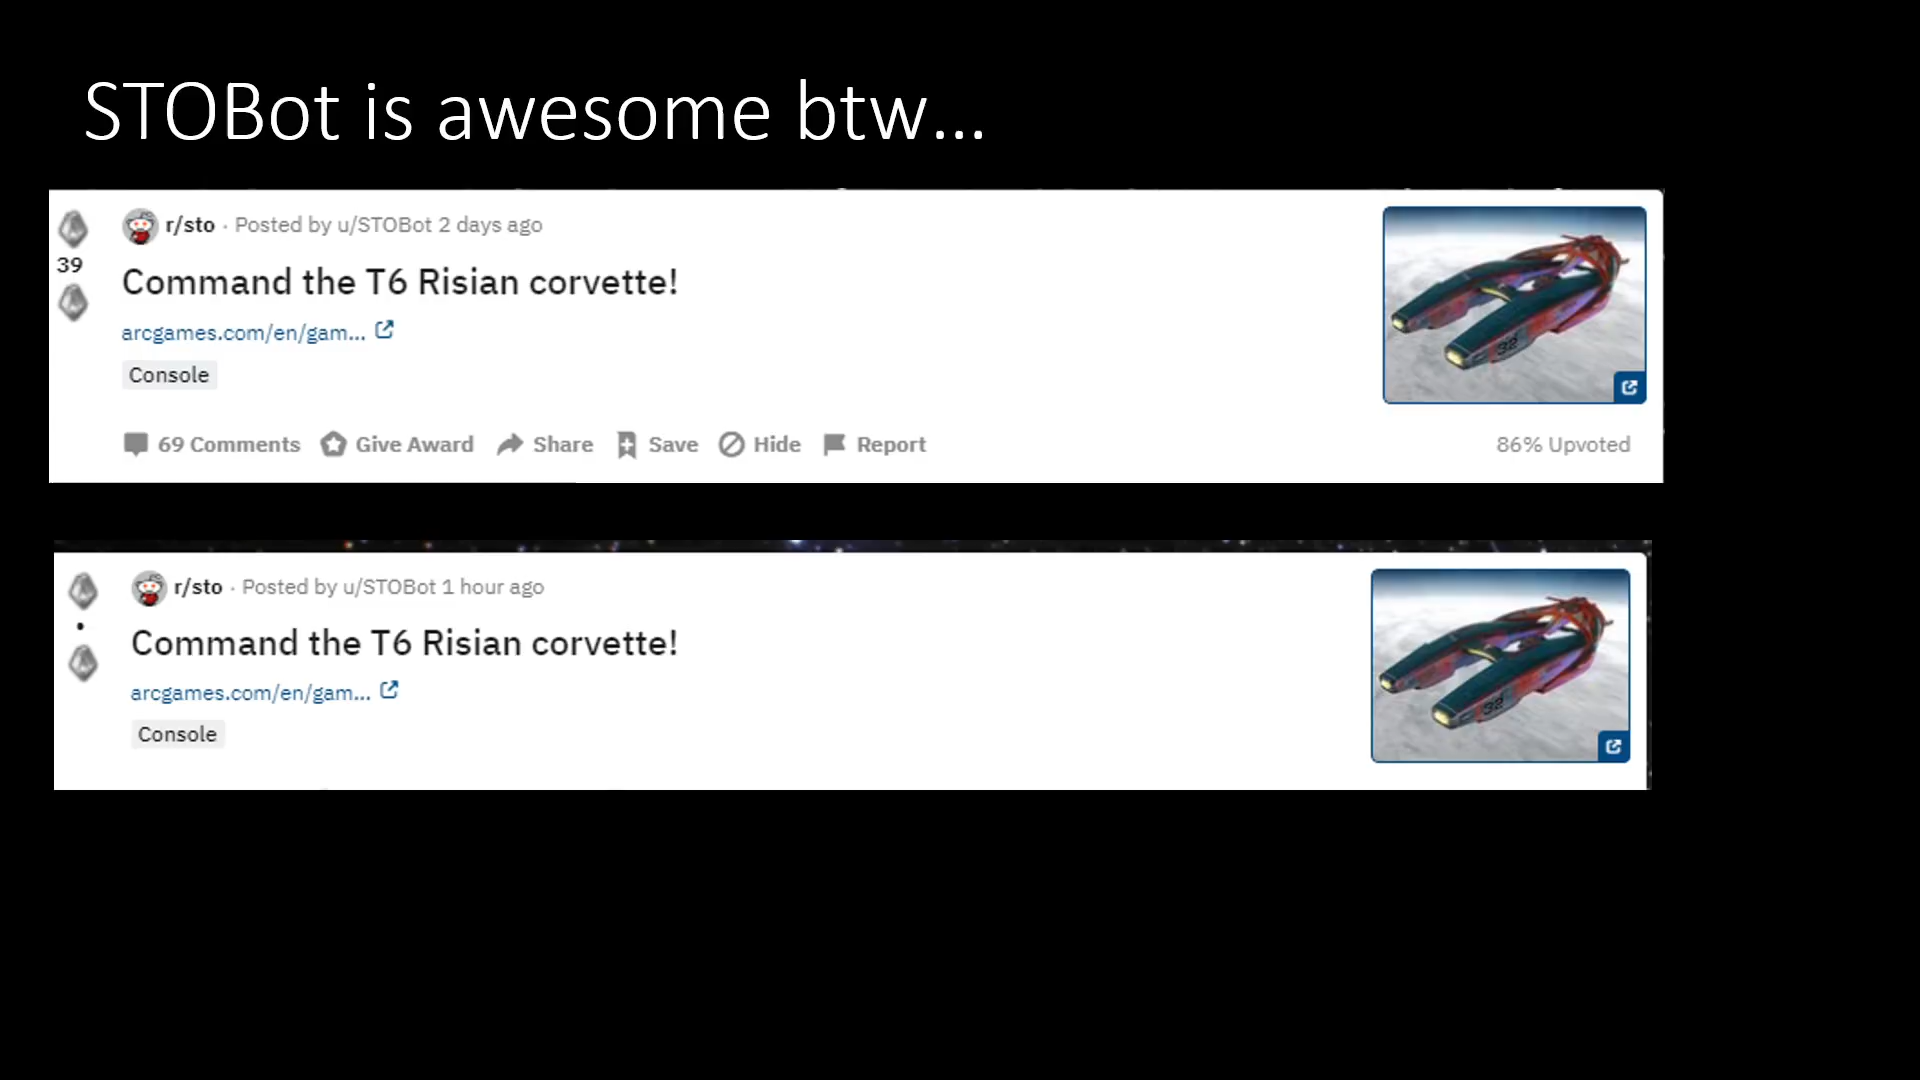 STOBot is awesome btw...
r/sto · Posted by u/STOBot 2 days ago
39
Command the T6 Risian corvette!
arcgames.com/en/gam...
Console
69 Comments Give Award Share Save Hide Report 86% Upvoted
32
r/sto · Posted by u/STOBot 1 hour ago
•
Command the T6 Risian corvette!
arcgames.com/en/gam...
Console
32